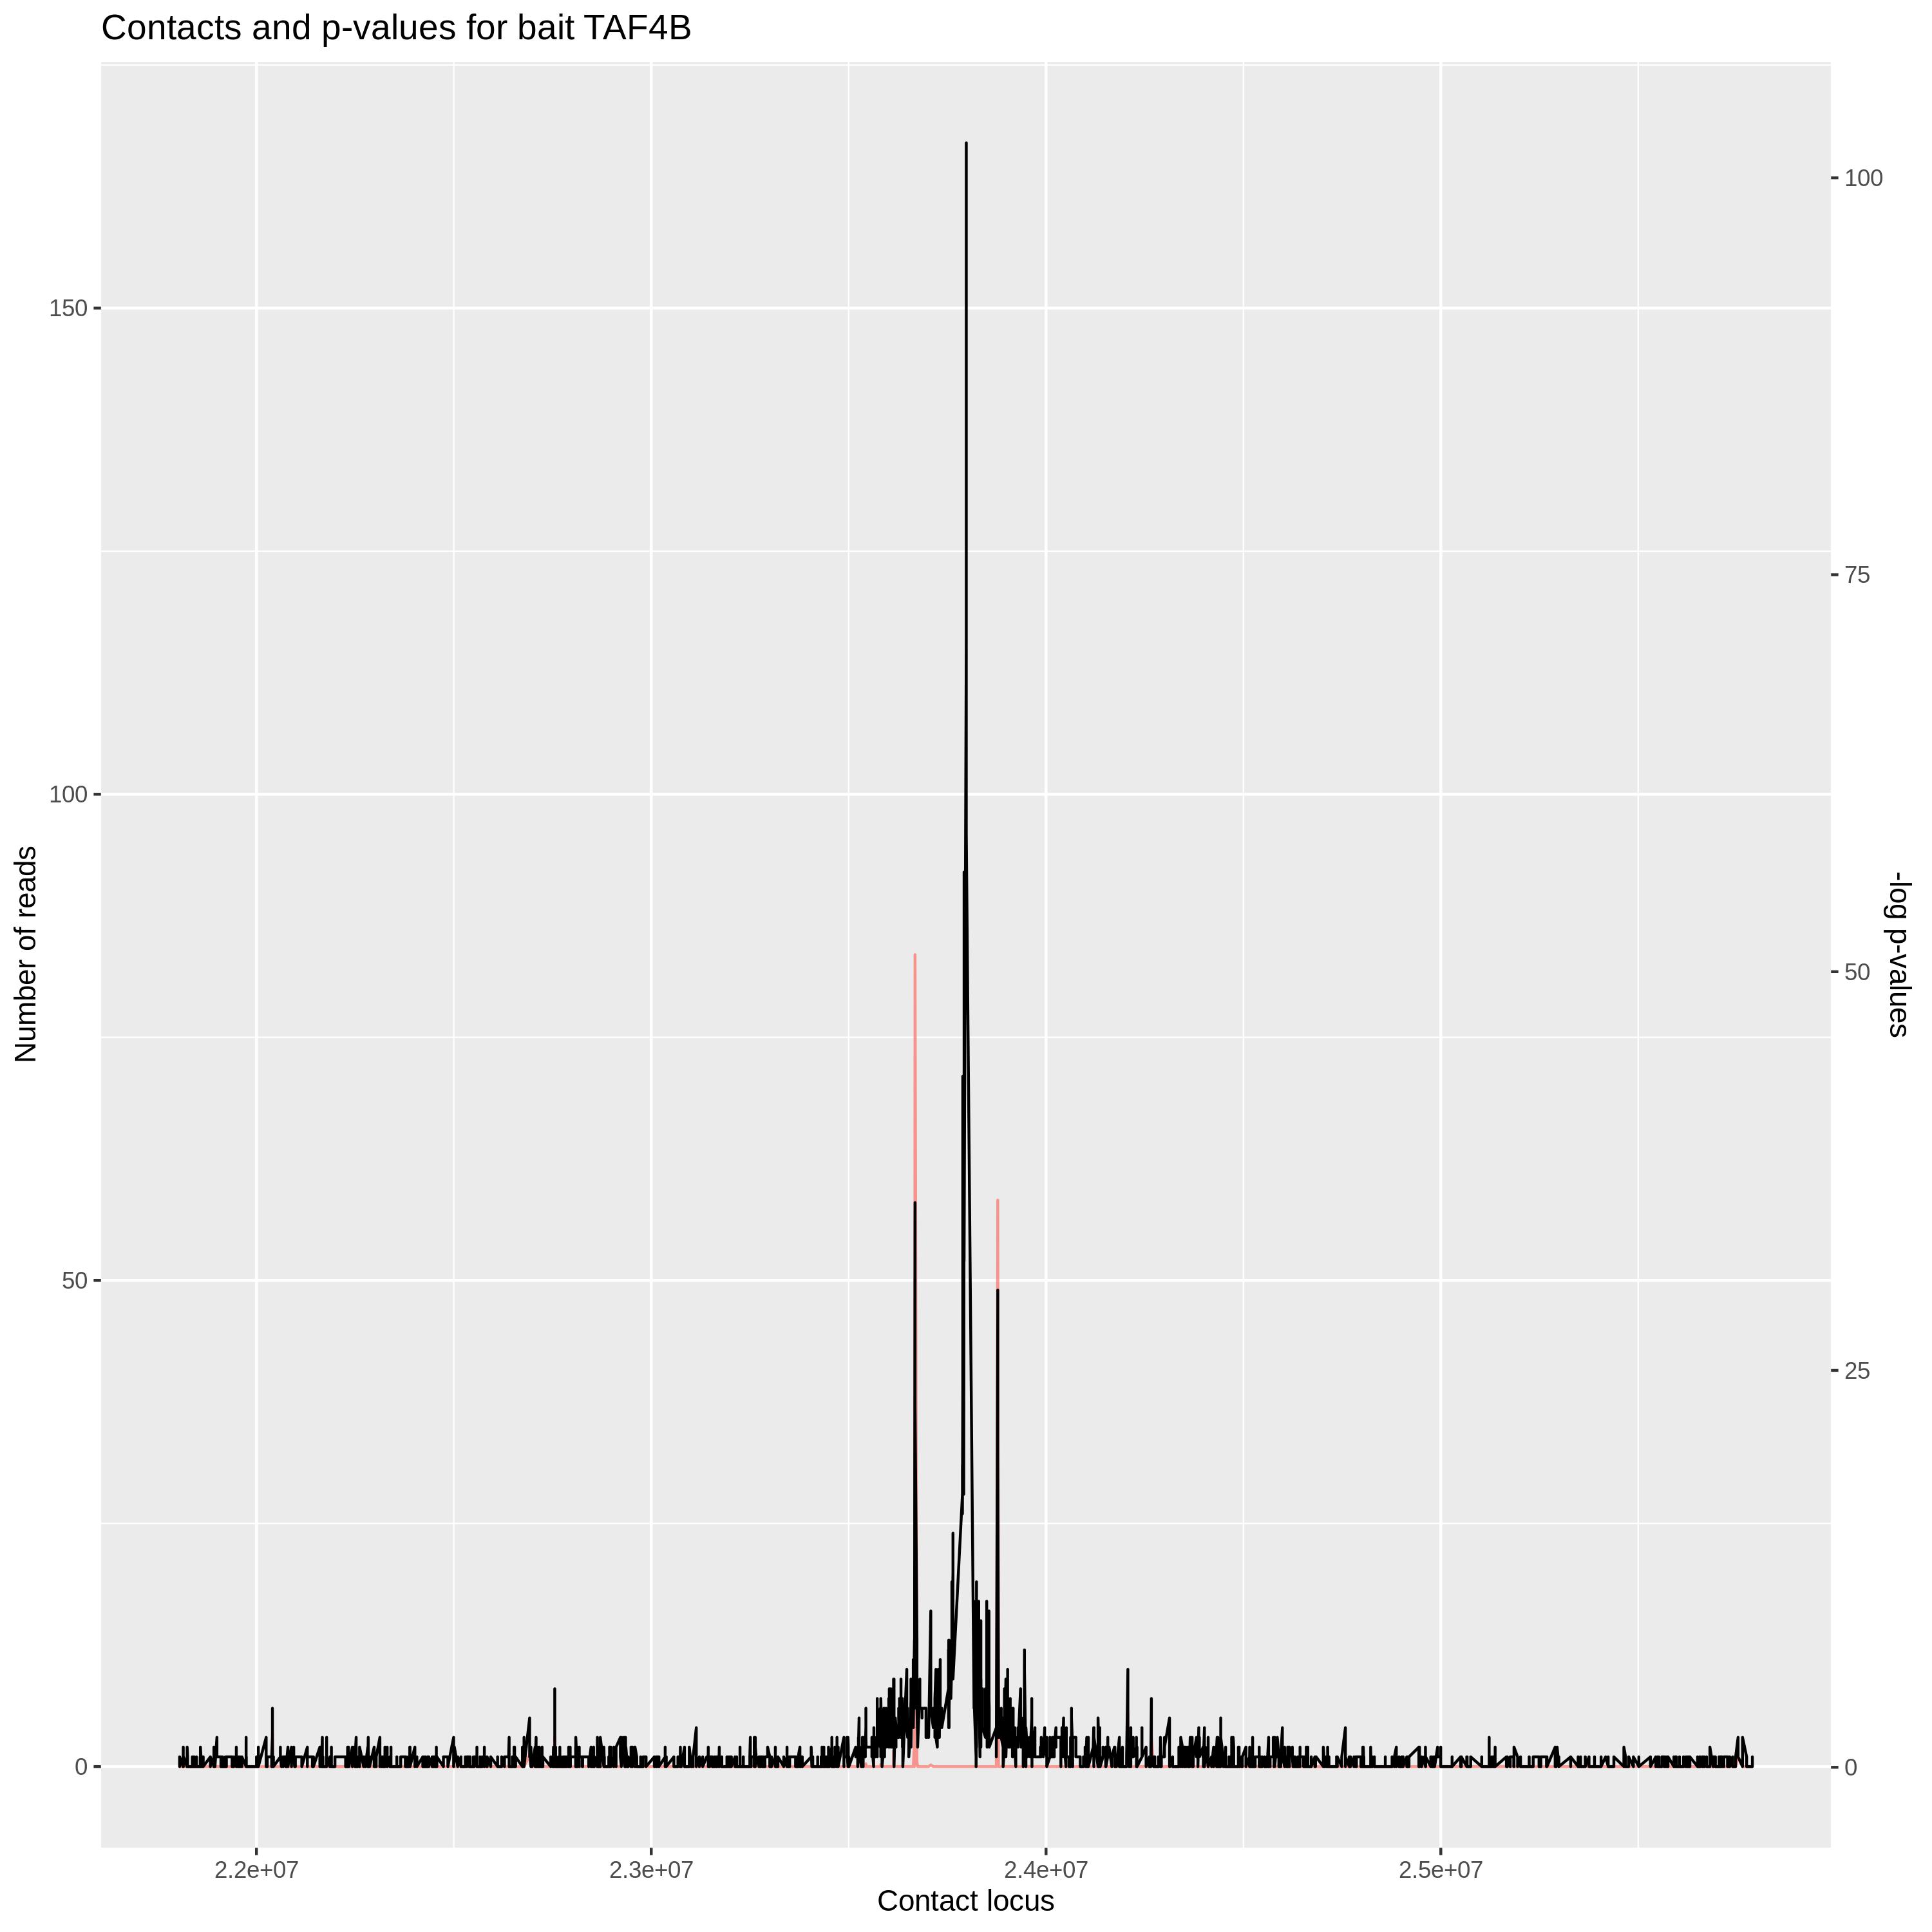 Contacts and p-values for bait TAF4B
150
100
50
0
Number of reads
100
75
50
25
0
-log p-values
2.2e+07
2.3e+07
2.4e+07
2.5e+07
Contact locus